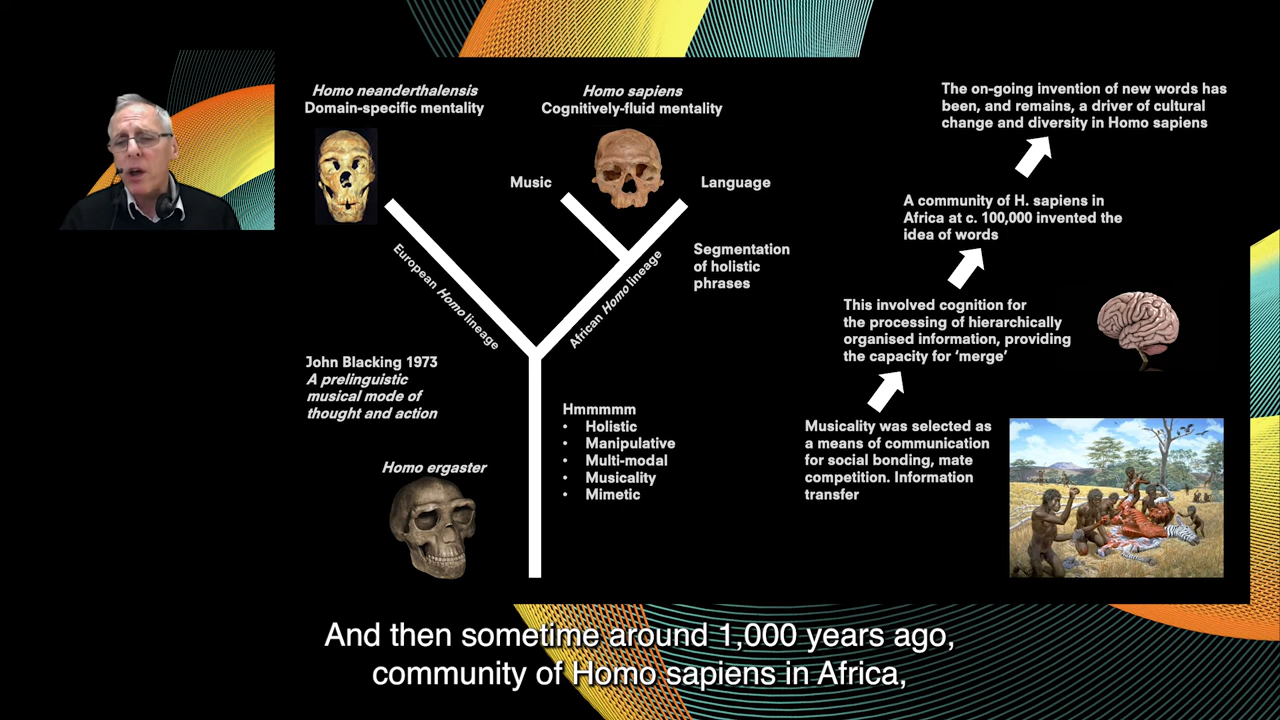 Homo neanderthalensis
Domain-specific mentality
Homo sapiens
Cognitively-fluid mentality
Music
Language
European Homo lineage
African Homo lineage
Segmentation
of holistic
phrases
John Blacking 1973
A prelinguistic
musical mode of
thought and action
Hmmmmm
• Holistic
• Manipulative
• Multi-modal
• Musicality
• Mimetic
Homo ergaster
The on-going invention of new words has
been, and remains, a driver of cultural
change and diversity in Homo sapiens
A community of H. sapiens in
Africa at c. 100,000 invented the
idea of words
This involved cognition for
the processing of hierarchically
organised information, providing
the capacity for ‘merge’
Musicality was selected as
a means of communication
for social bonding, mate
competition. Information
transfer
And then sometime around 1,000 years ago,
community of Homo sapiens in Africa,